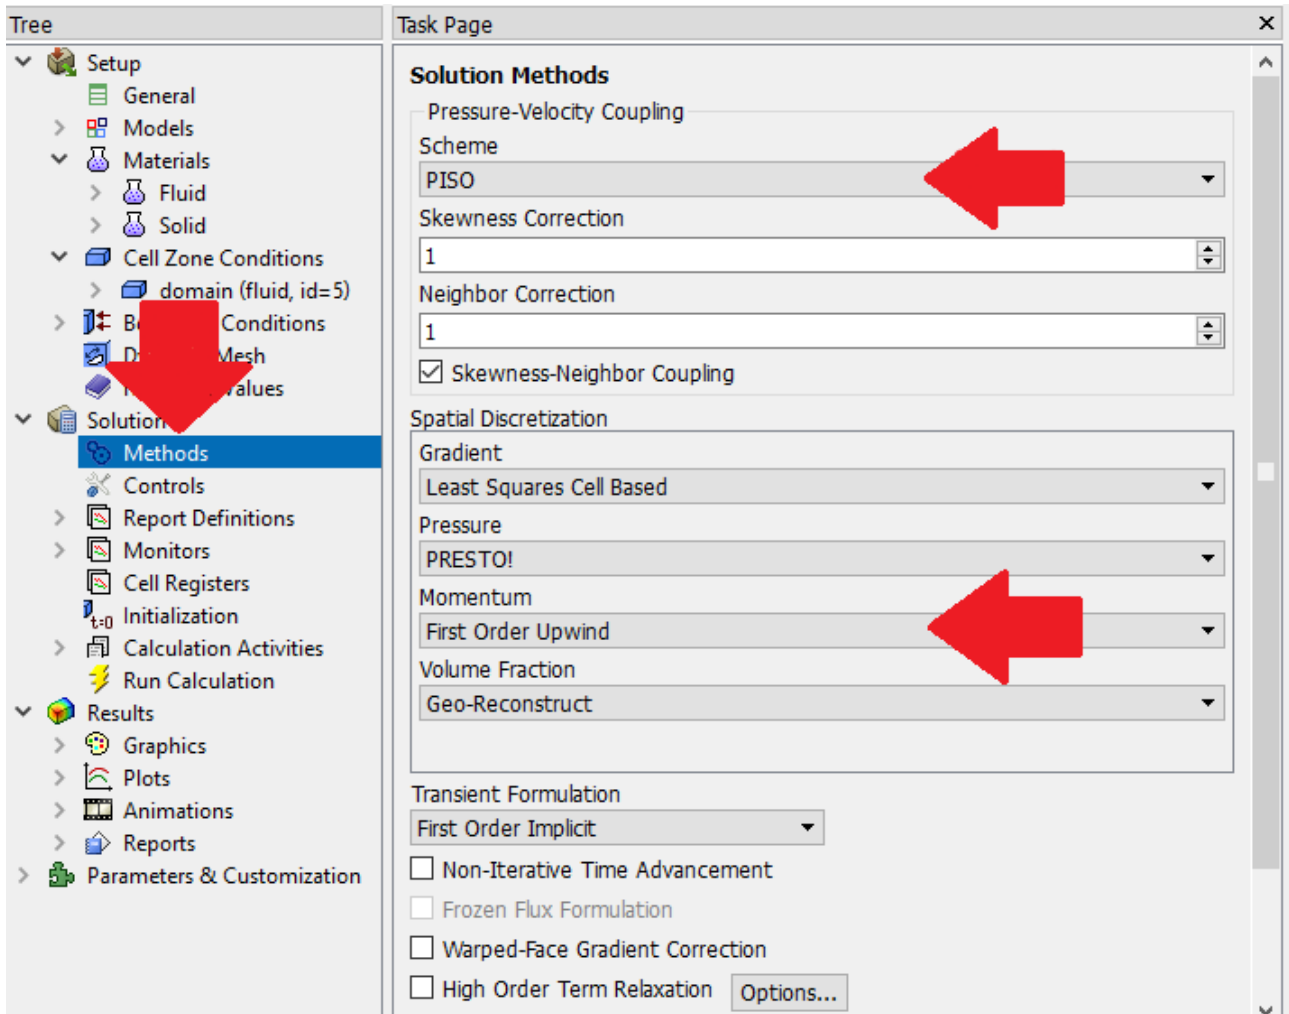 Tree
Setup
General
Models
Materials
Fluid
Solid
Cell Zone Conditions
domain (fluid, id=5)
Conditions
Mesh
Solution
Methods
Controls
Report Definitions
Monitors
Cell Registers
t=0 Initialization
Calculation Activities
Run Calculation
Results
Graphics
Plots
Animations
Reports
Parameters & Customization
Task Page
Solution Methods
Pressure-Velocity Coupling
Scheme
PISO
Skewness Correction
1
Neighbor Correction
1
Skewness-Neighbor Coupling
Spatial Discretization
Gradient
Least Squares Cell Based
Pressure
PRESTO!
Momentum
First Order Upwind
Volume Fraction
Geo-Reconstruct
Transient Formulation
First Order Implicit
Non-Iterative Time Advancement
Frozen Flux Formulation
Warped-Face Gradient Correction
High Order Term Relaxation Options...